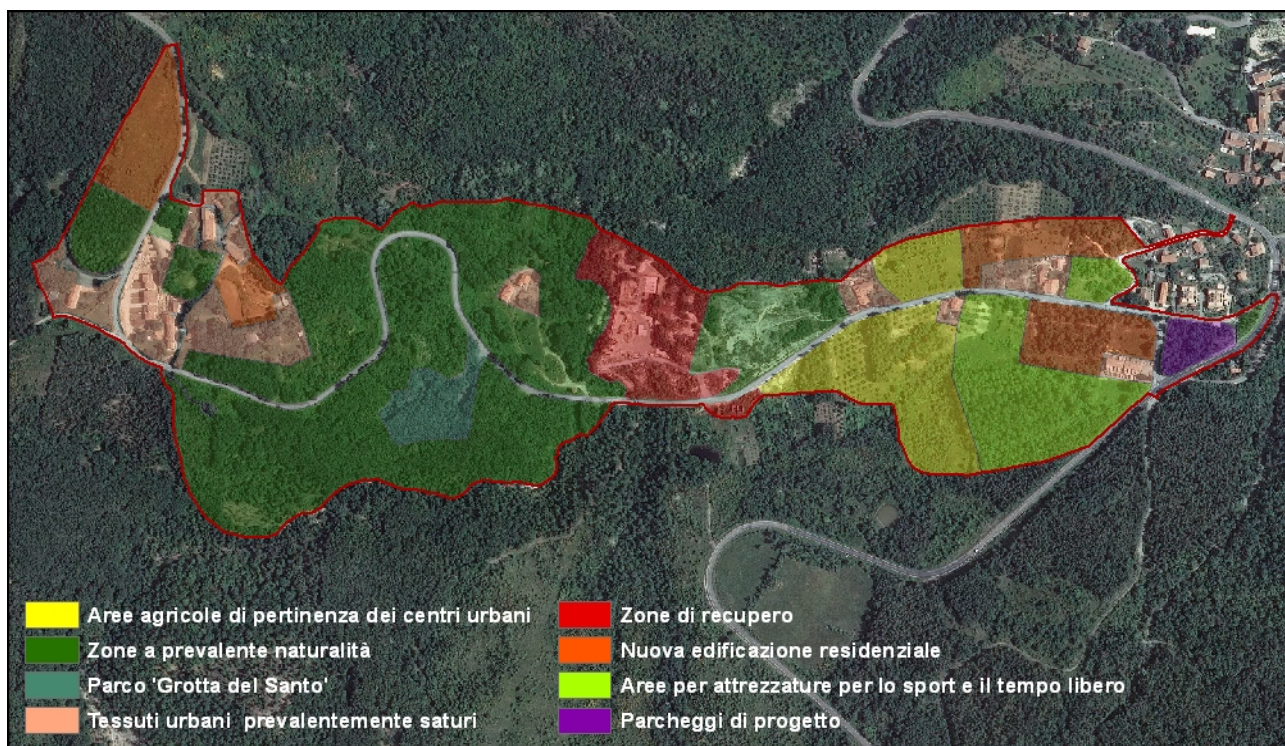 Aree agricole di pertinenza dei centri urbani
Zone a prevalente naturalità
Parco 'Grotta del Santo'
Tessuti urbani prevalentemente saturi
Zone di recupero
Nuova edificazione residenziale
Aree per attrezzature per lo sport e il tempo libero
Parcheggi di progetto